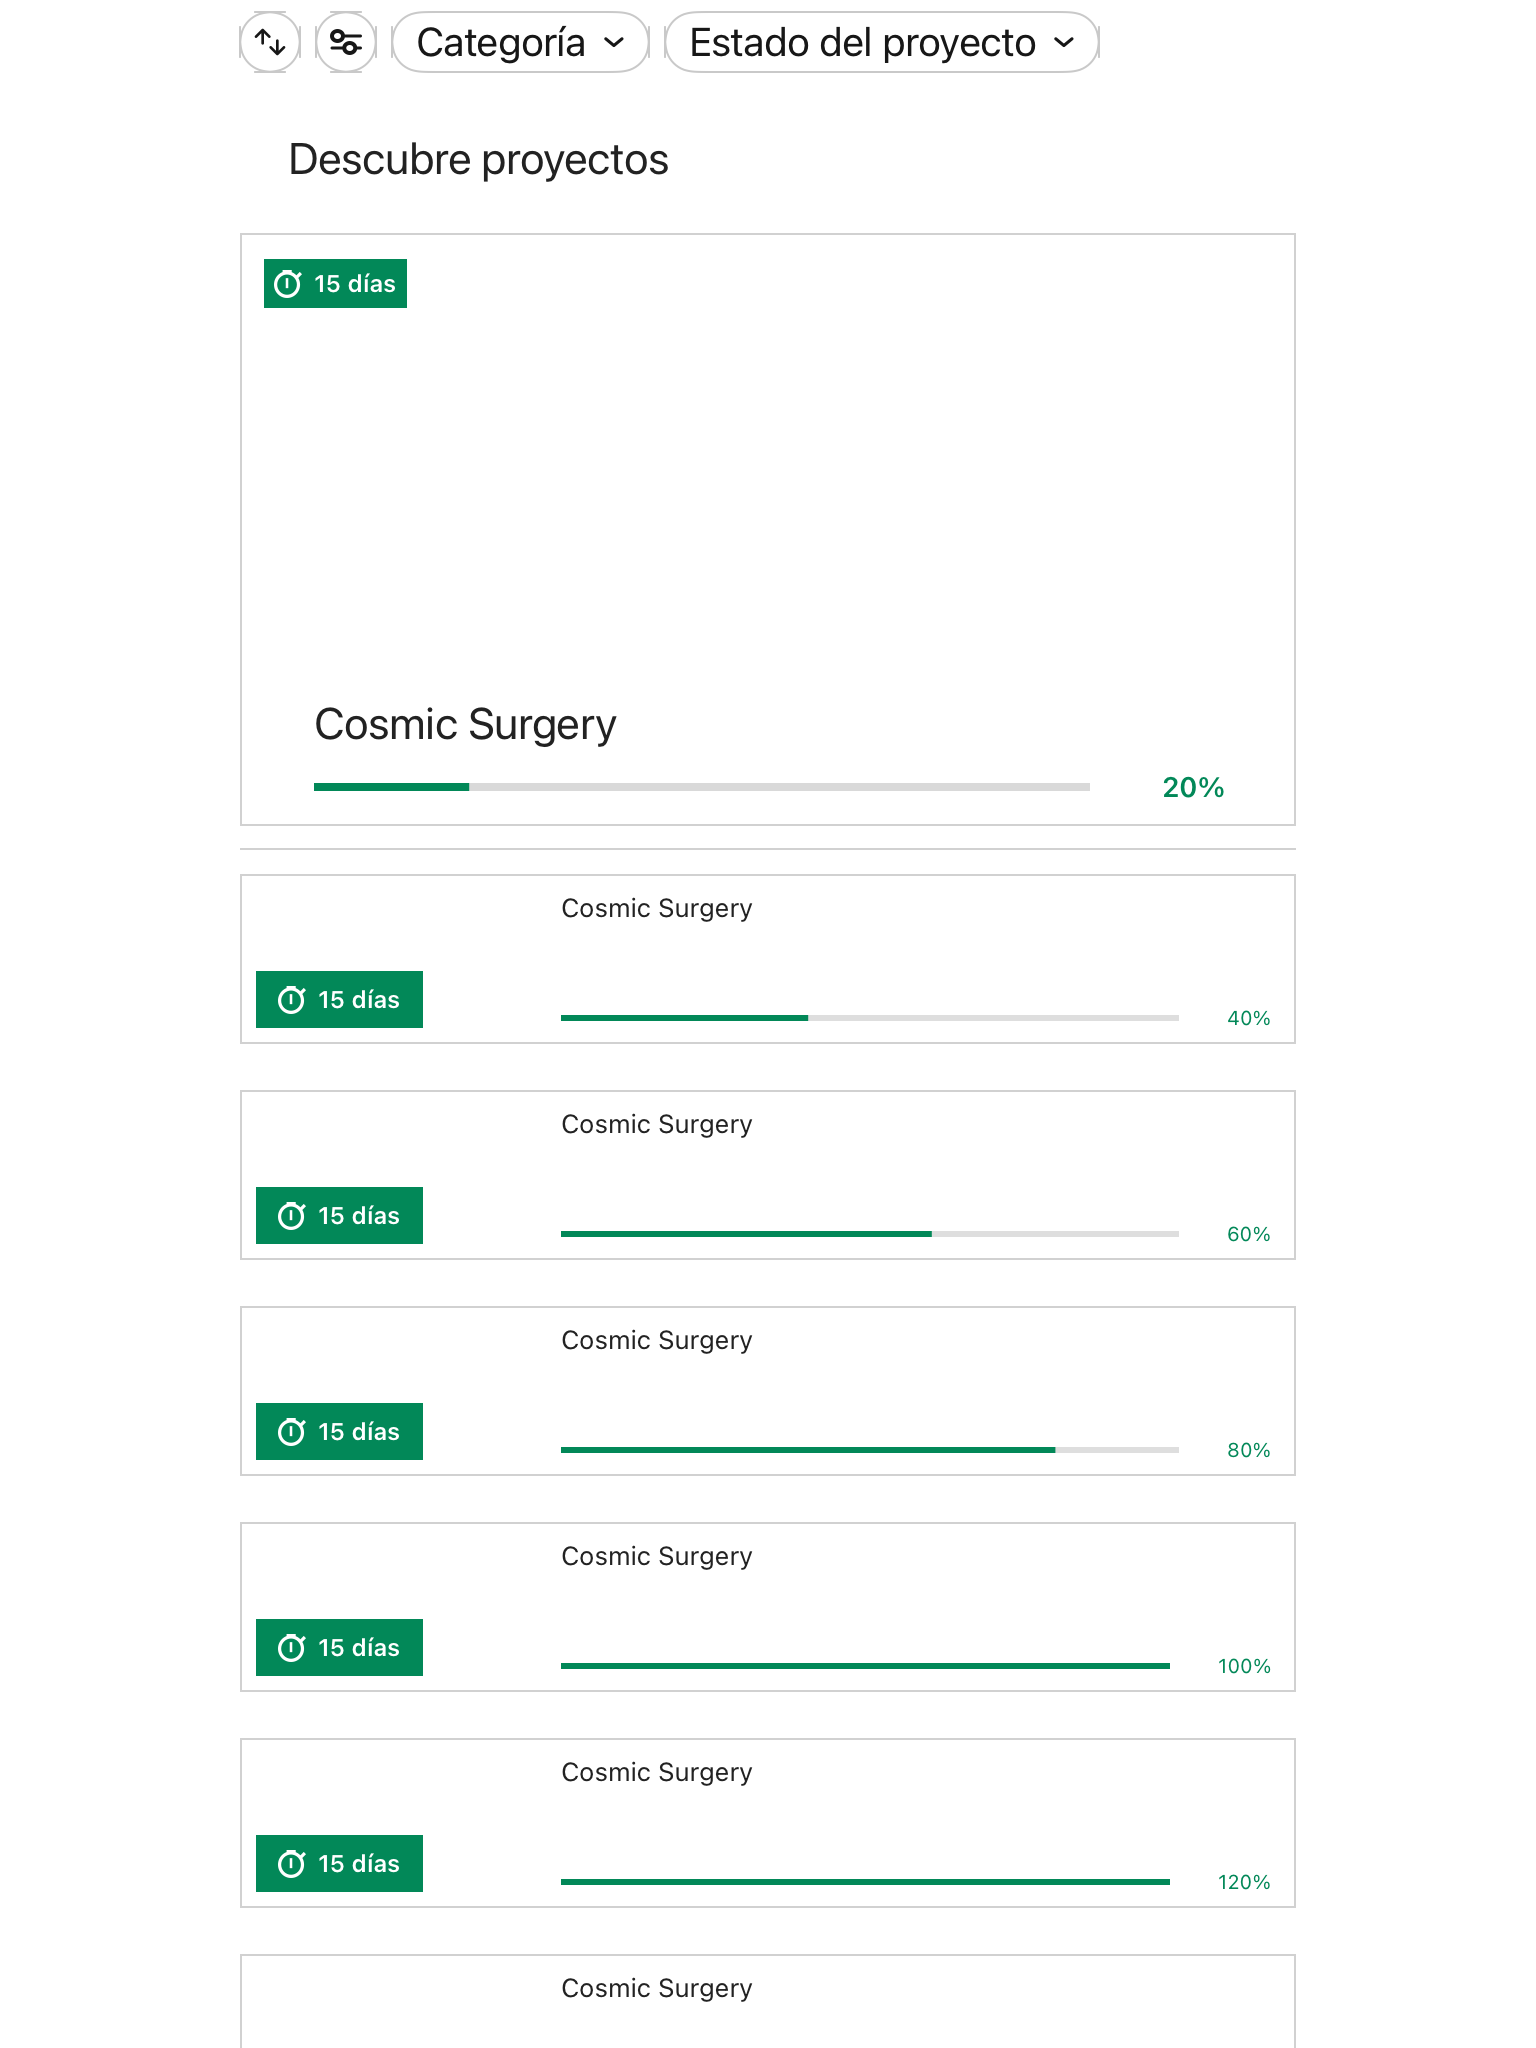 Categoría Estado del proyecto
Descubre proyectos
15 días
Cosmic Surgery
20%
Cosmic Surgery
15 días
40%
Cosmic Surgery
15 días
60%
Cosmic Surgery
15 días
80%
Cosmic Surgery
15 días
100%
Cosmic Surgery
15 días
120%
Cosmic Surgery